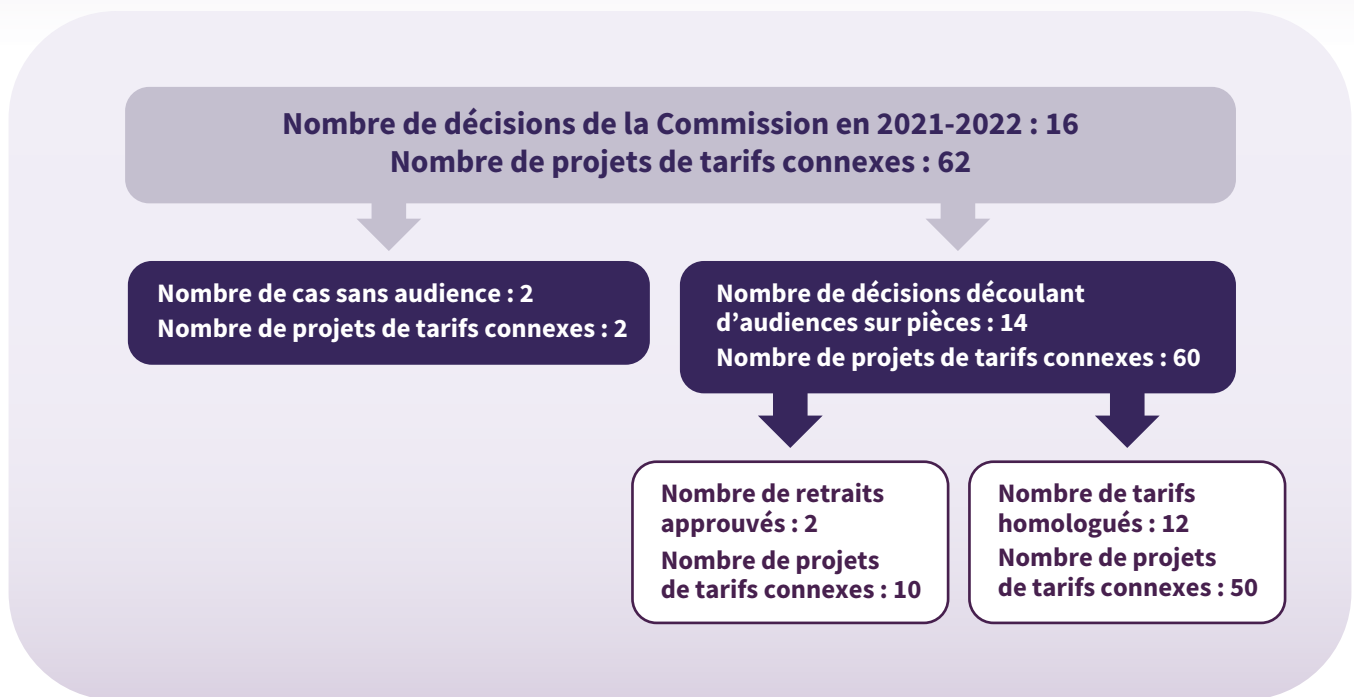 Nombre de décisions de la Commission en 2021-2022 : 16
Nombre de projets de tarifs connexes : 62
Nombre de cas sans audience : 2
Nombre de projets de tarifs connexes : 2
Nombre de décisions découlant
d’audiences sur pièces : 14
Nombre de projets de tarifs connexes : 60
Nombre de retraits
approuvés : 2
Nombre de projets
de tarifs connexes : 10
Nombre de tarifs
homologués : 12
Nombre de projets
de tarifs connexes : 50